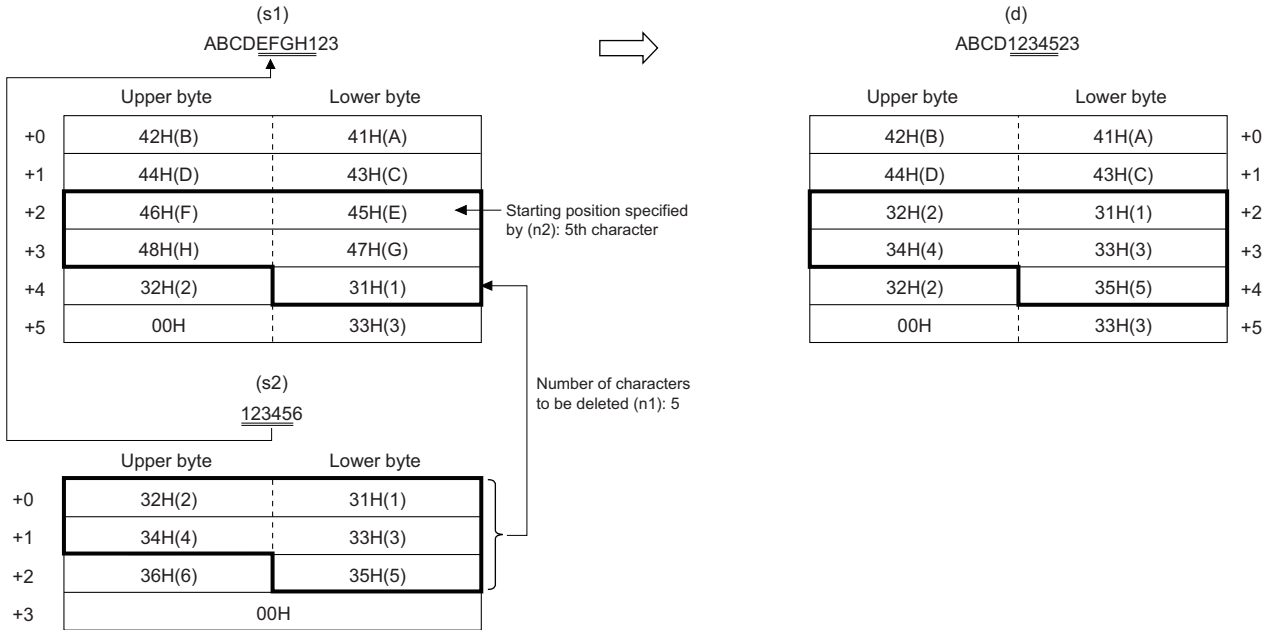 (s1)
ABCDEFGH123
Upper byte Lower byte
+0 42H(B) 41H(A)
+1 44H(D) 43H(C)
+2 46H(F) 45H(E)
+3 48H(H) 47H(G)
+4 32H(2) 31H(1)
+5 00H 33H(3)
Starting position specified
by (n2): 5th character
Number of characters
to be deleted (n1): 5
(s2)
123456
Upper byte Lower byte
+0 32H(2) 31H(1)
+1 34H(4) 33H(3)
+2 36H(6) 35H(5)
+3 00H
(d)
ABCD1234523
Upper byte Lower byte
42H(B) 41H(A) +0
44H(D) 43H(C) +1
32H(2) 31H(1) +2
34H(4) 33H(3) +3
32H(2) 35H(5) +4
00H 33H(3) +5